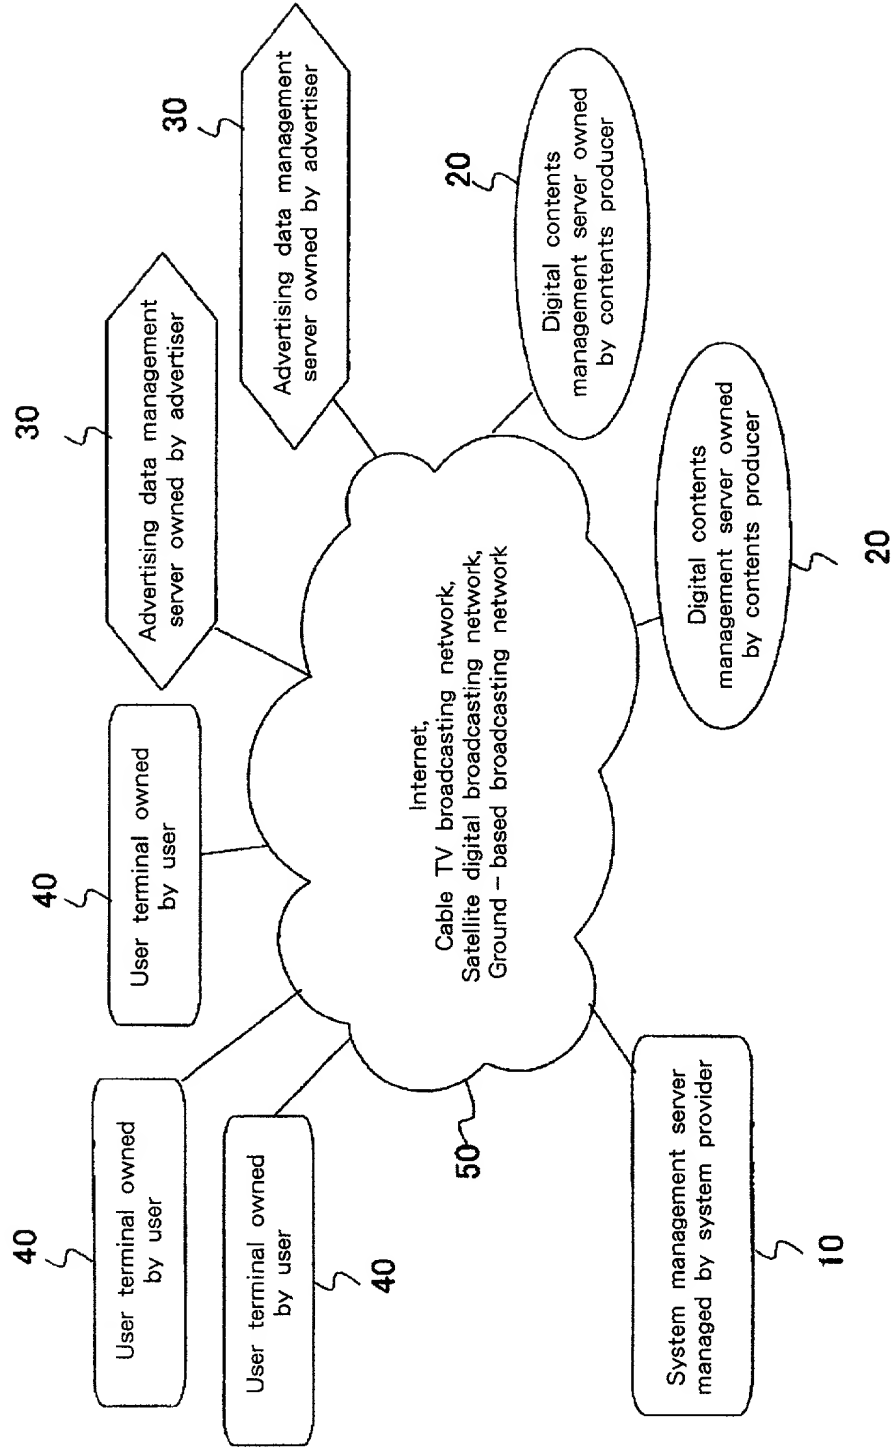 40
User terminal owned
by user
40
User terminal owned
by user
40
User terminal owned
by user
30
Advertising data management
server owned by advertiser
30
Advertising data management
server owned by advertiser
50
Internet,
Cable TV broadcasting network,
Satellite digital broadcasting network,
Ground – based broadcasting network
20
Digital contents
management server owned
by contents producer
20
Digital contents
management server owned
by contents producer
System management server
managed by system provider
10